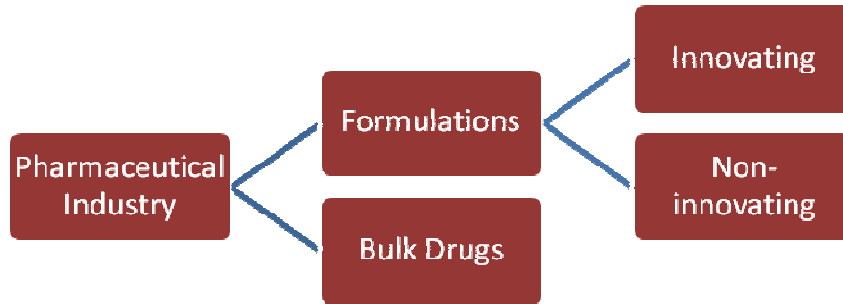 Pharmaceutical
Industry
Formulations
Bulk Drugs
Innovating
Non-
innovating